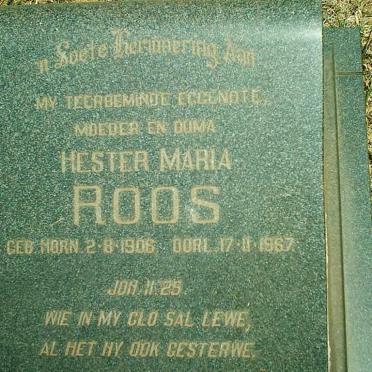 'n Soete Herinnering Aan
MY TEERBEMINDE EGGENOTE,
MOEDER EN OUMA
HESTER MARIA
ROOS
GEB. HORN. 2-8-1906 OORL. 17-11-1967
JOH. 11:25.
WIE IN MY GLO SAL LEWE,
AL HET HY OOK GESTERWE.